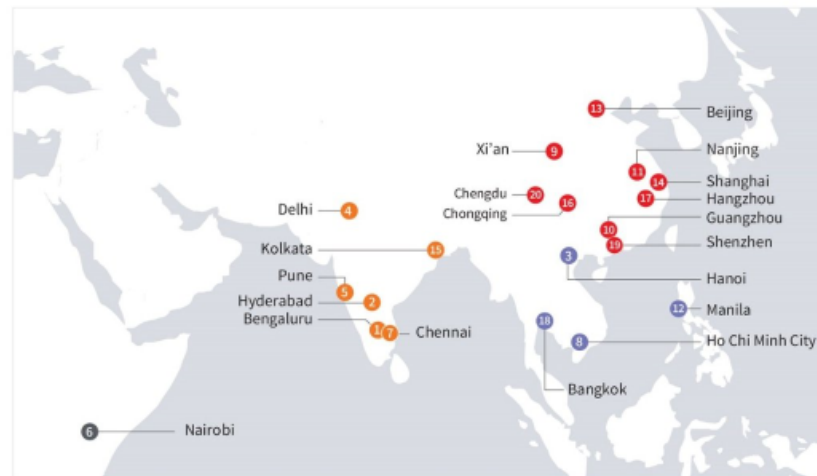 13
Beijing
Xi'an
9
Nanjing
11
Shanghai
14
Chengdu
20
Hangzhou
17
Chongqing
16
Delhi
4
Guangzhou
10
Kolkata
15
Shenzhen
19
Pune
5
Hanoi
3
Hyderabad
2
Manila
12
Bengaluru
1
7
Chennai
18
Bangkok
8
Ho Chi Minh City
6
Nairobi